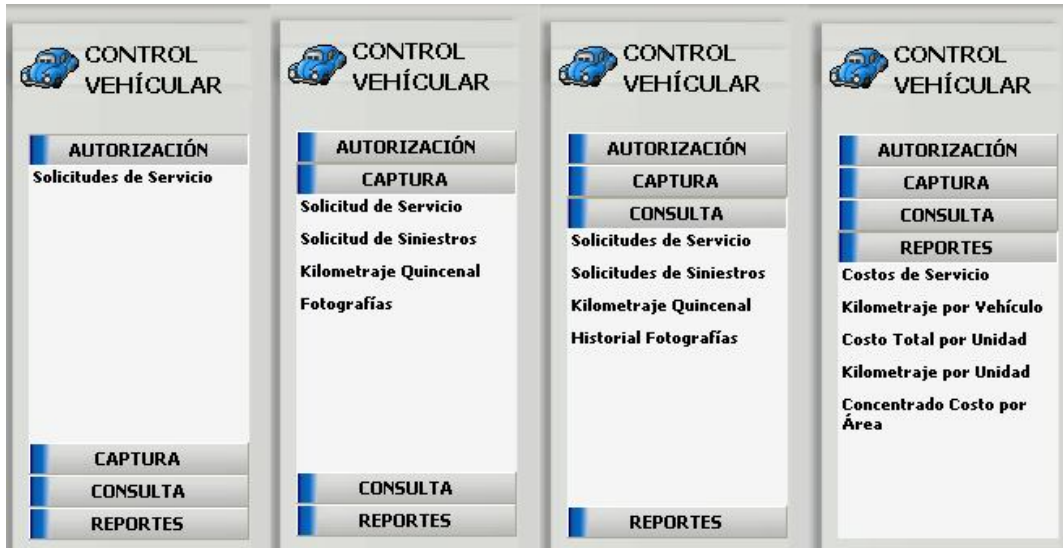 CONTROL
VEHÍCULAR
AUTORIZACIÓN
Solicitudes de Servicio
CAPTURA
CONSULTA
REPORTES
CONTROL
VEHÍCULAR
AUTORIZACIÓN
CAPTURA
Solicitud de Servicio
Solicitud de Siniestros
Kilometraje Quincenal
Fotografías
CONSULTA
REPORTES
CONTROL
VEHÍCULAR
AUTORIZACIÓN
CAPTURA
CONSULTA
Solicitudes de Servicio
Solicitudes de Siniestros
Kilometraje Quincenal
Historial Fotografías
REPORTES
CONTROL
VEHÍCULAR
AUTORIZACIÓN
CAPTURA
CONSULTA
REPORTES
Costos de Servicio
Kilometraje por Vehículo
Costo Total por Unidad
Kilometraje por Unidad
Concentrado Costo por
Área